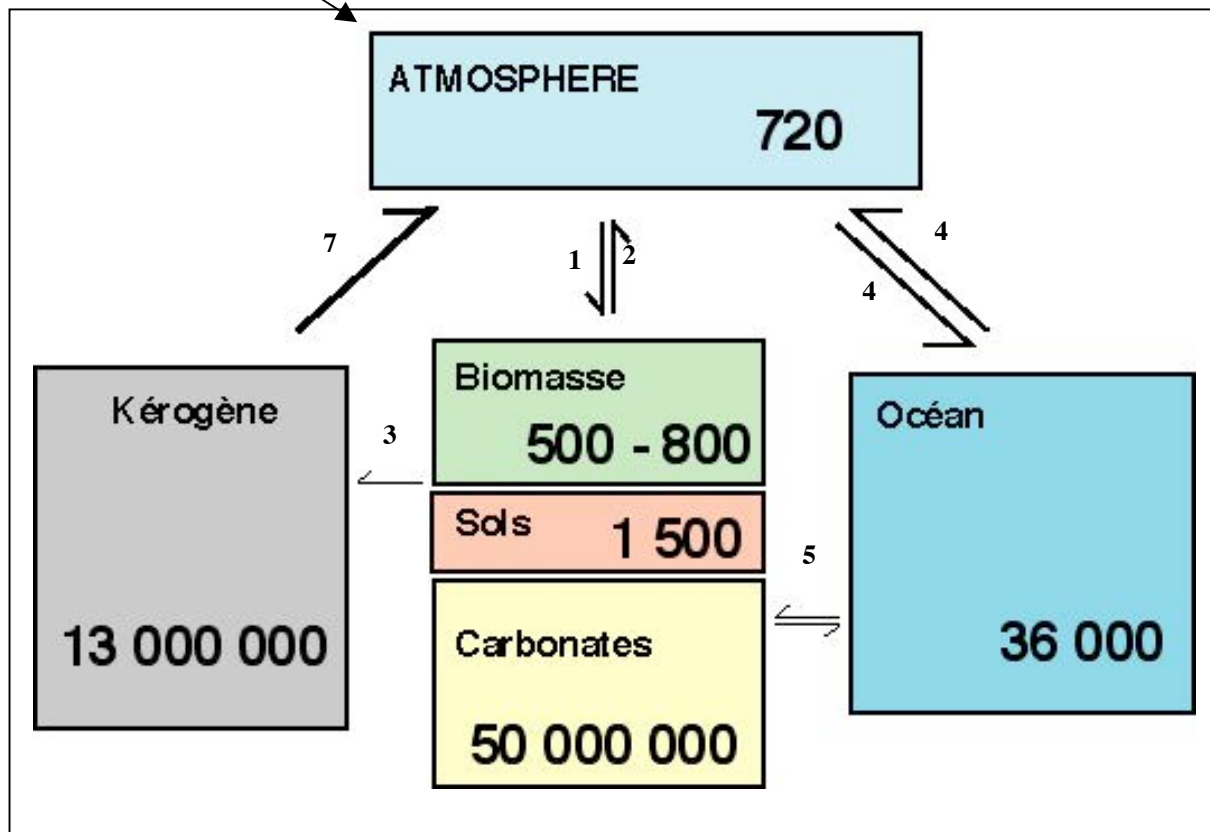 ATMOSPHERE
720
7
1
2
4
4
Kérogène
13 000 000
3
Biomasse
500 - 800
Sols 1 500
Carbonates
50 000 000
5
Océan
36 000